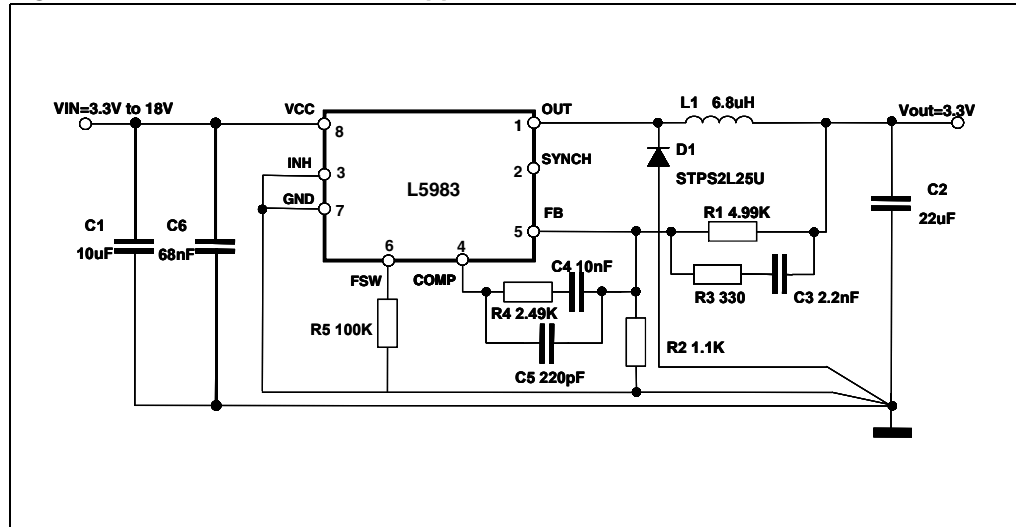 VIN=3.3V to 18V
VCC
8
OUT
1
L1 6.8uH
Vout=3.3V
INH
3
SYNCH
2
D1
STPS2L25U
L5983
GND
7
FB
5
R1 4.99K
C2
22uF
C1
10uF
C6
68nF
6
FSW
4
COMP
C4 10nF
R4 2.49K
R3 330
C3 2.2nF
R5 100K
C5 220pF
R2 1.1K